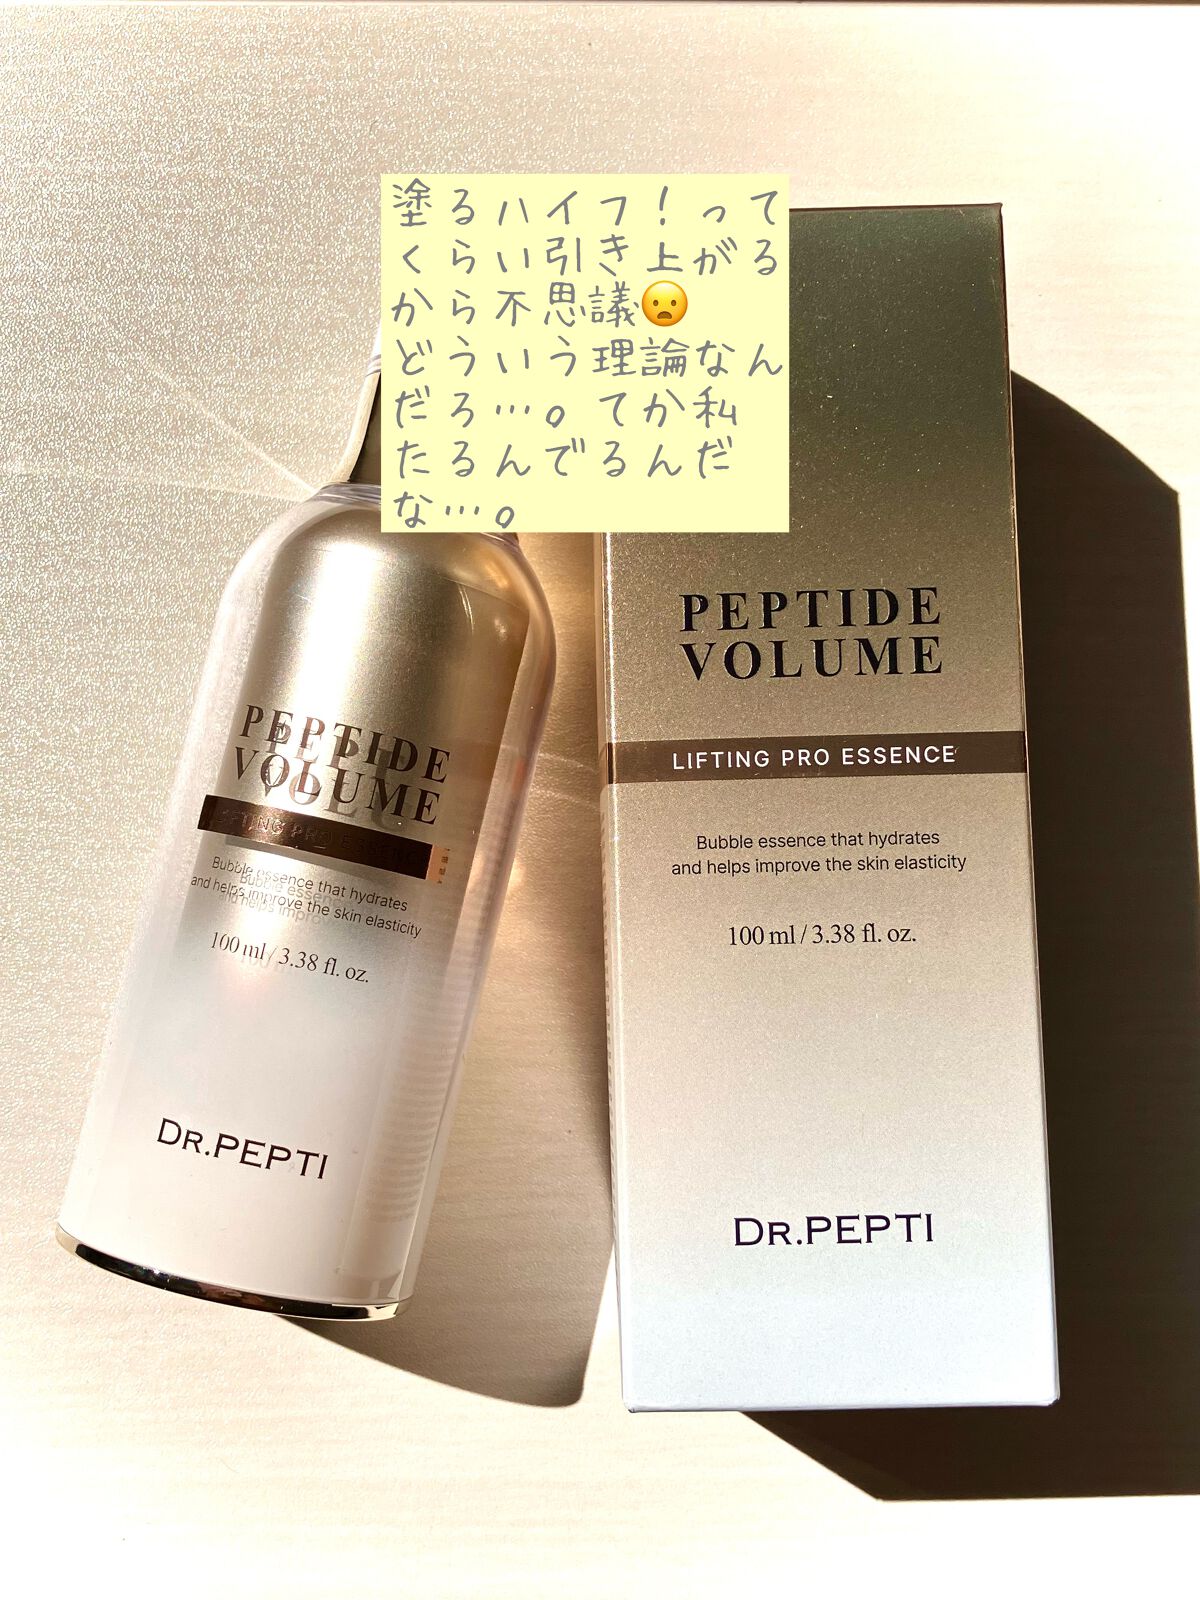 塗るハイフ！って
くらい引き上がる
から不思議😦
どういう理論なん
だろ…。てか私
たるんでるんだ
な…。
PEPTIDE
VOLUME
LIFTING PRO ESSENCE
Bubble essence that hydrates
and helps improve the skin elasticity
100 ml / 3.38 fl. oz.
DR.PEPTI
PEPTIDE
VOLUME
LIFTING PRO ESSENCE
Bubble essence that hydrates
and helps improve the skin elasticity
100 ml / 3.38 fl. oz.
DR.PEPTI